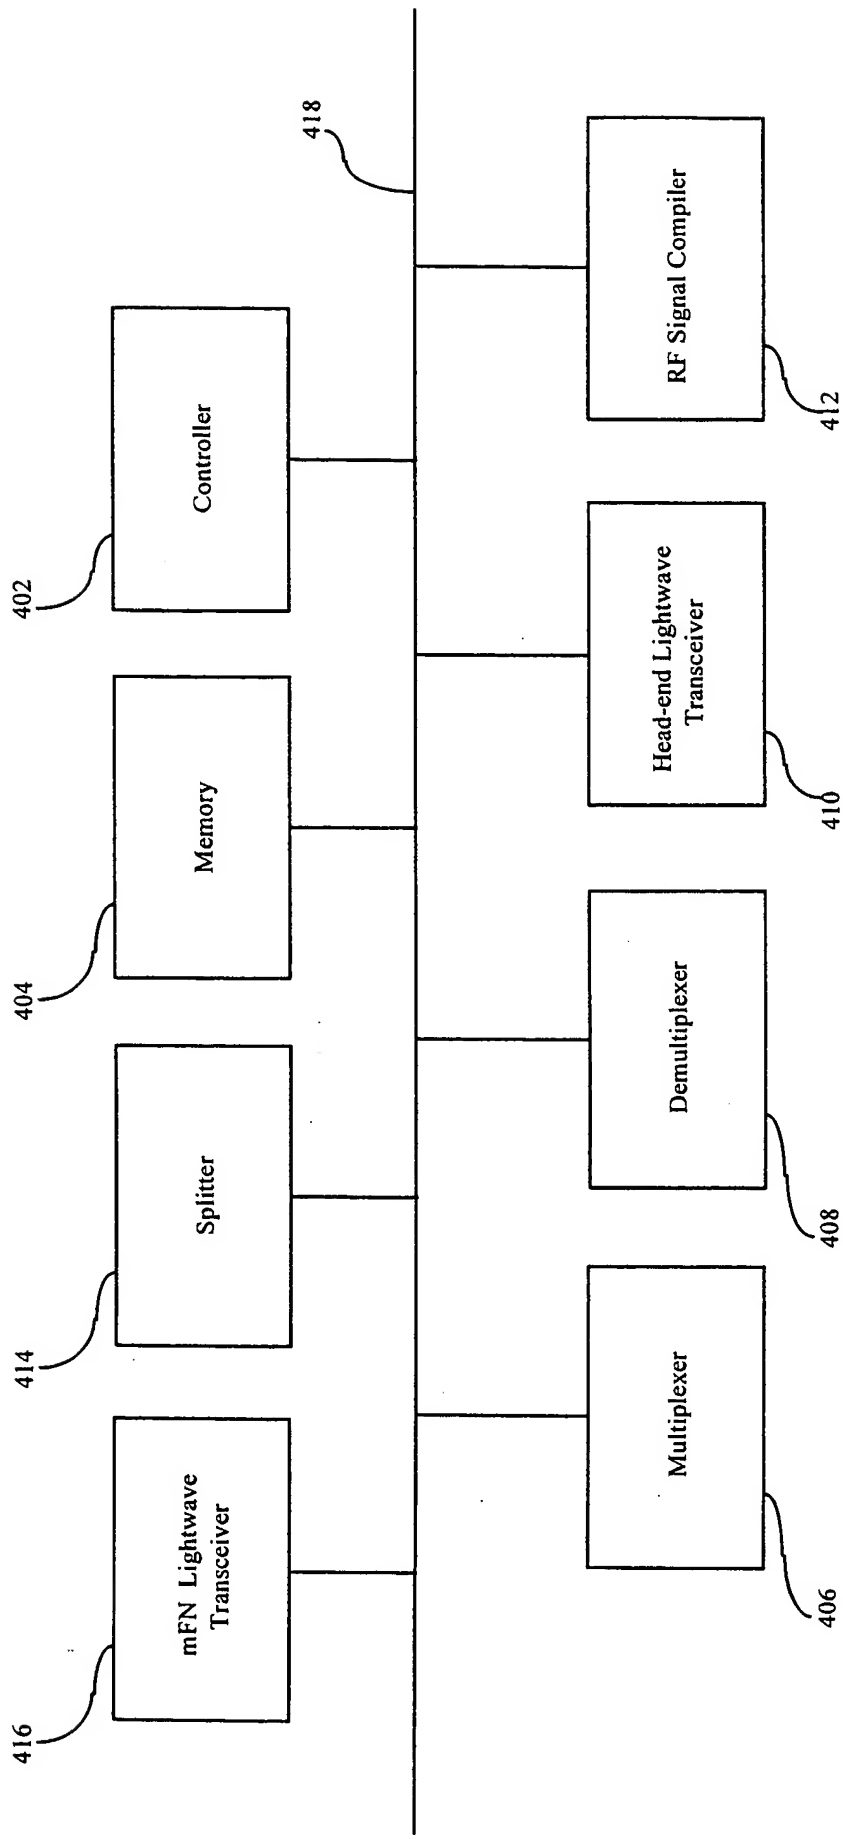 416
mFN Lightwave
Transceiver
414
Splitter
404
Memory
402
Controller
418
406
Multiplexer
408
Demultiplexer
410
Head-end Lightwave
Transceiver
412
RF Signal Compiler